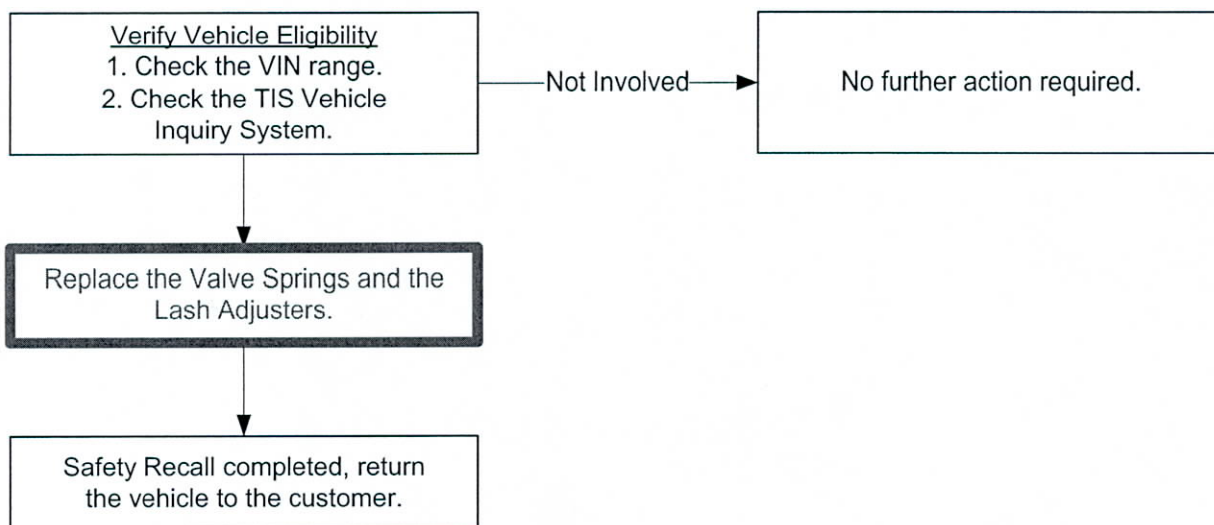 Verify Vehicle Eligibility
1. Check the VIN range.
2. Check the TIS Vehicle
Inquiry System.
Not Involved
No further action required.
Replace the Valve Springs and the
Lash Adjusters.
Safety Recall completed, return
the vehicle to the customer.